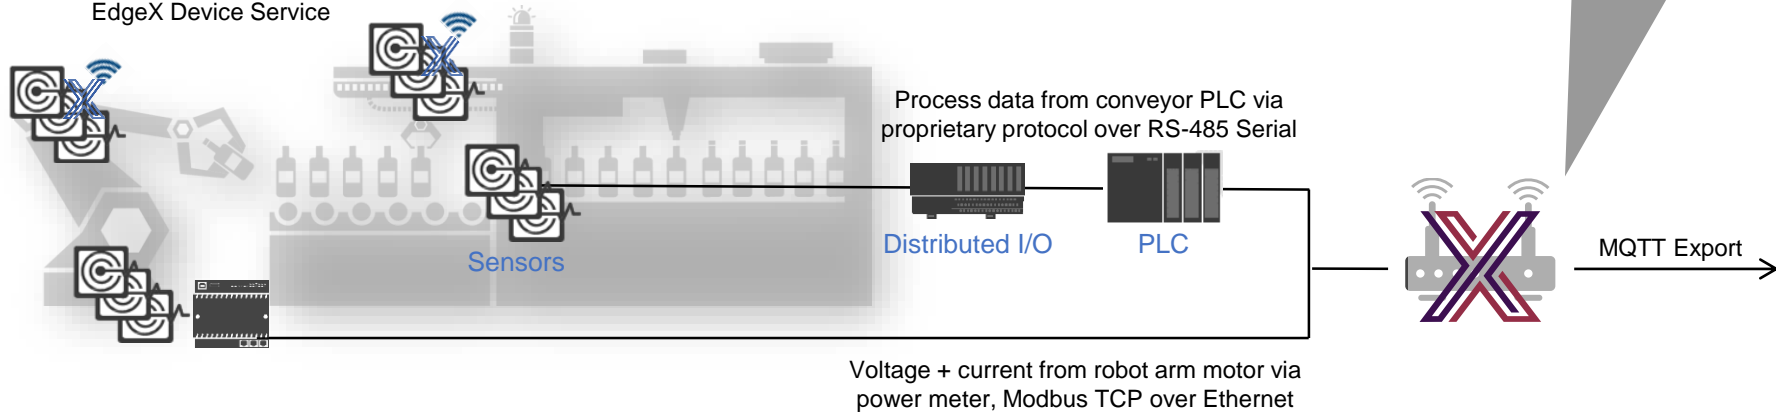 EdgeX Device Service
Process data from conveyor PLC via
proprietary protocol over RS-485 Serial
Sensors
Distributed I/O
PLC
MQTT Export
Voltage + current from robot arm motor via
power meter, Modbus TCP over Ethernet